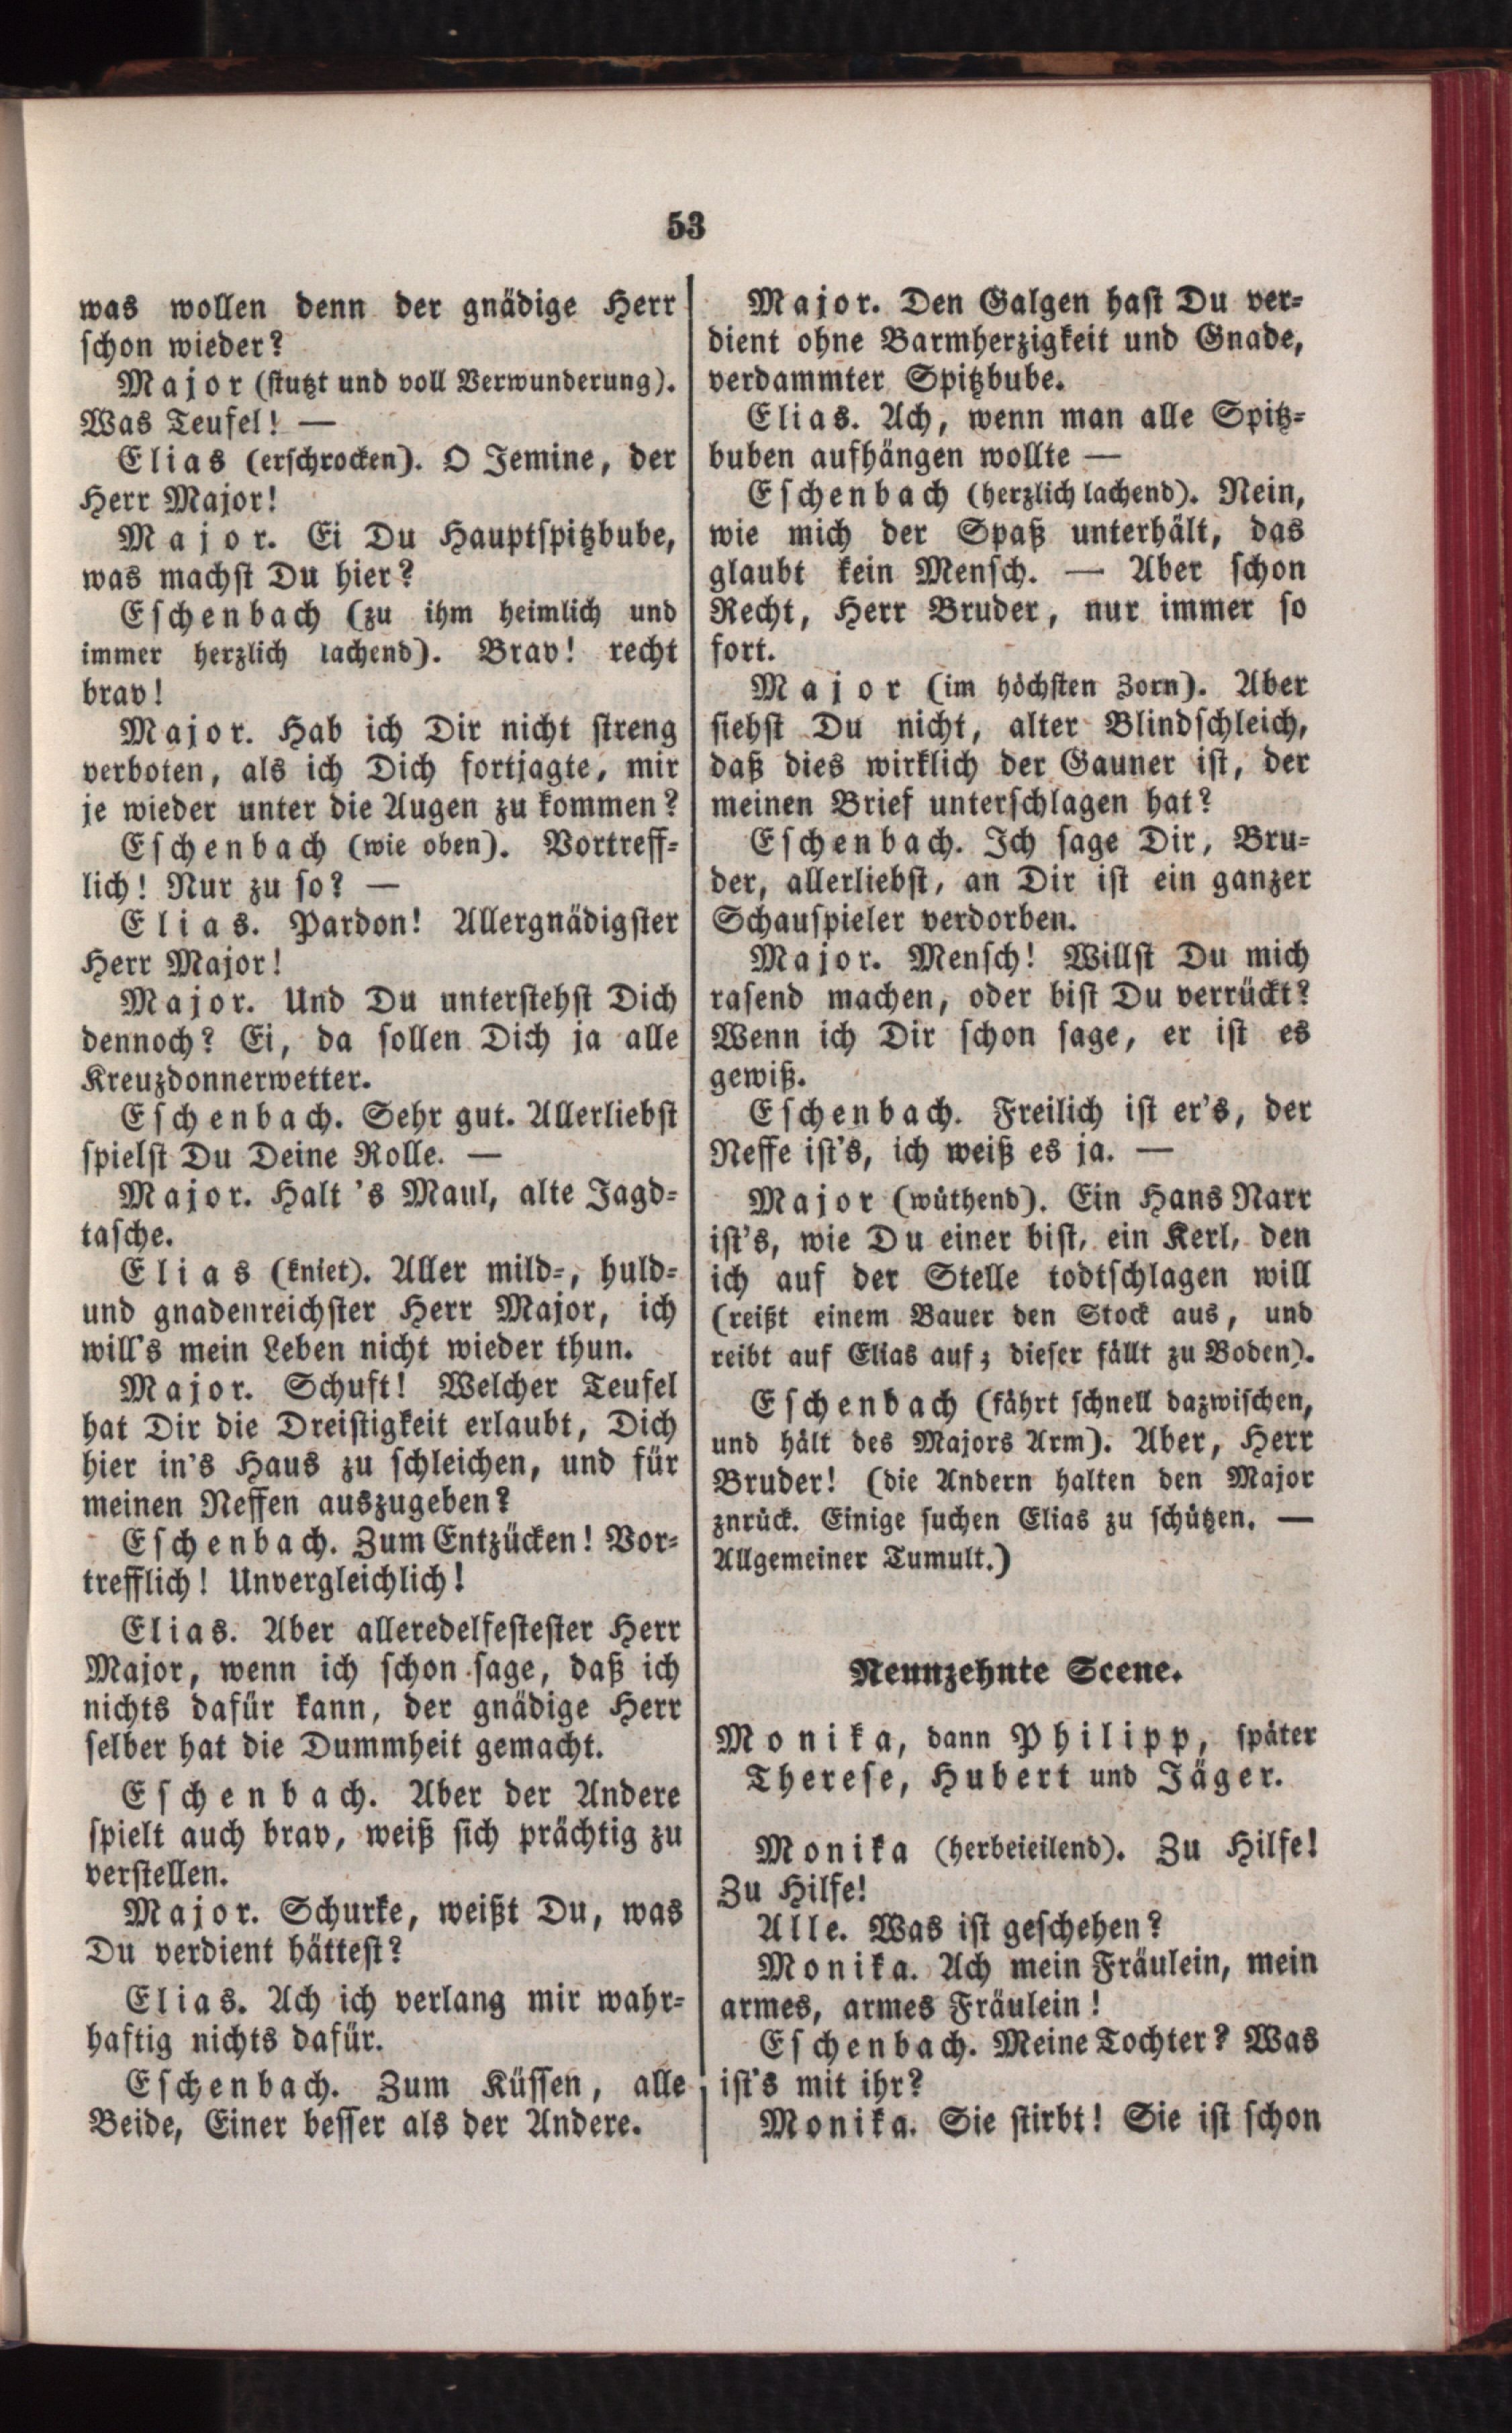 53
was wollen denn der gnädige Herr
schon wieder?
Major (stutzt und voll Verwunderung).
Was Teufel! —
Elias (erschrocken). O Jemine, der
Herr Major!
Major. Ei Du Hauptspitzbube,
was machst Du hier?
Eschenbach (zu ihm heimlich und
immer herzlich lachend). Brav! recht
brav!
Major. Hab ich Dir nicht streng
verboten, als ich Dich fortjagte, mir
je wieder unter die Augen zu kommen?
Eschenbach (wie oben). Vortreff-
lich! Nur zu so? —
Elias. Pardon! Allergnädigster
Herr Major!
Major. Und Du unterstehst Dich
dennoch? Ei, da sollen Dich ja alle
Kreuzdonnerwetter.
Eschenbach. Sehr gut. Allerliebst
spielst Du Deine Rolle. —
Major. Halt 's Maul, alte Jagd-
tasche.
Elias (kniet). Aller mild-, huld-
und gnadenreichster Herr Major, ich
will's mein Leben nicht wieder thun.
Major. Schuft! Welcher Teufel
hat Dir die Dreistigkeit erlaubt, Dich
hier in's Haus zu schleichen, und für
meinen Neffen auszugeben?
Eschenbach. Zum Entzücken! Vor-
trefflich! Unvergleichlich!
Elias. Aber alleredelfestester Herr
Major, wenn ich schon sage, daß ich
nichts dafür kann, der gnädige Herr
selber hat die Dummheit gemacht.
Eschenbach. Aber der Andere
spielt auch brav, weiß sich prächtig zu
verstellen.
Major. Schurke, weißt Du, was
Du verdient hättest?
Elias. Ach ich verlang mir wahr-
haftig nichts dafür.
Eschenbach. Zum Küssen, alle
Beide, Einer besser als der Andere.
Major. Den Galgen hast Du ver-
dient ohne Barmherzigkeit und Gnade,
verdammter Spitzbube.
Elias. Ach, wenn man alle Spitz-
buben aufhängen wollte —
Eschenbach (herzlich lachend). Nein,
wie mich der Spaß unterhält, das
glaubt kein Mensch. — Aber schon
Recht, Herr Bruder, nur immer so
fort.
Major (im höchsten Zorn). Aber
siehst Du nicht, alter Blindschleich,
daß dies wirklich der Gauner ist, der
meinen Brief unterschlagen hat?
Eschenbach. Ich sage Dir, Bru-
der, allerliebst, an Dir ist ein ganzer
Schauspieler verdorben.
Major. Mensch! Willst Du mich
rasend machen, oder bist Du verrückt?
Wenn ich Dir schon sage, er ist es
gewiß.
Eschenbach. Freilich ist er's, der
Neffe ist's, ich weiß es ja. —
Major (wüthend). Ein Hans Narr
ist's, wie Du einer bist, ein Kerl, den
ich auf der Stelle todtschlagen will
(reißt einem Bauer den Stock aus, und
reibt auf Elias auf; dieser fällt zu Boden).
Eschenbach (fährt schnell dazwischen,
und hält des Majors Arm). Aber, Herr
Bruder! (die Andern halten den Major
znrück. Einige suchen Elias zu schützen. —
Allgemeiner Tumult.)
Neunzehnte Scene.
Monika, dann Philipp, später
Therese, Hubert und Jäger.
Monika (herbeieilend). Zu Hilfe!
Zu Hilfe!
Alle. Was ist geschehen?
Monika. Ach mein Fräulein, mein
armes, armes Fräulein!
Eschenbach. Meine Tochter? Was
ist's mit ihr?
Monika. Sie stirbt! Sie ist schon